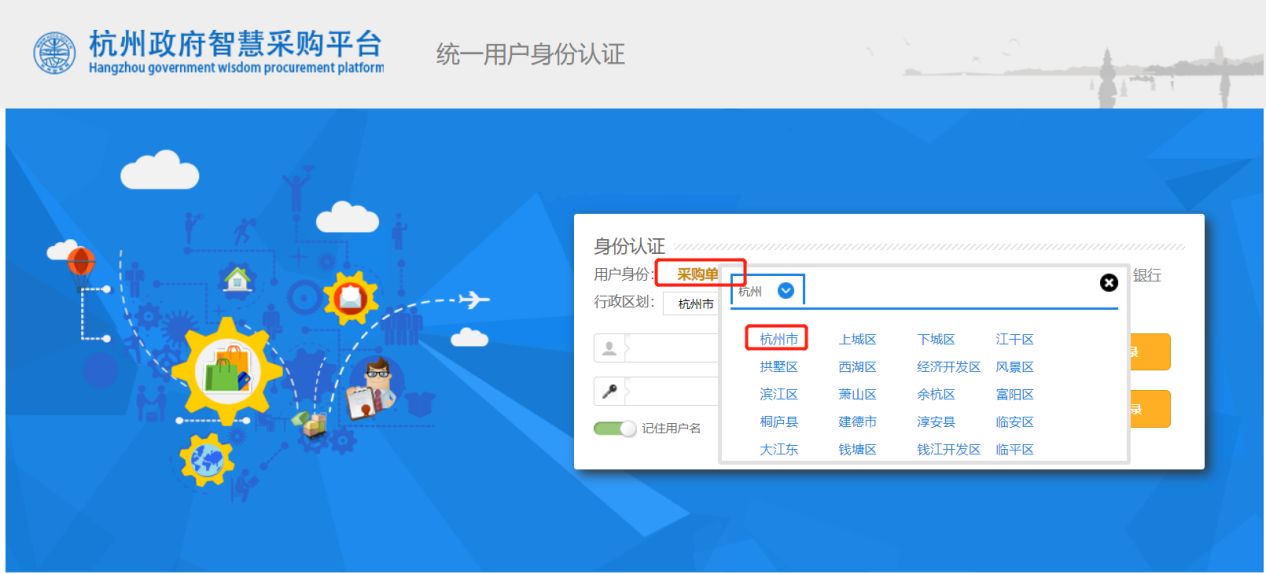 杭州政府智慧采购平台
Hangzhou government wisdom procurement platform
统一用户身份认证
身份认证
用户身份: 采购单 银行
行政区划: 杭州市
杭州
杭州市 上城区 下城区 江干区
拱墅区 西湖区 经济开发区 风景区
滨江区 萧山区 余杭区 富阳区
桐庐县 建德市 淳安县 临安区
大江东 钱塘区 钱江开发区 临平区
记住用户名